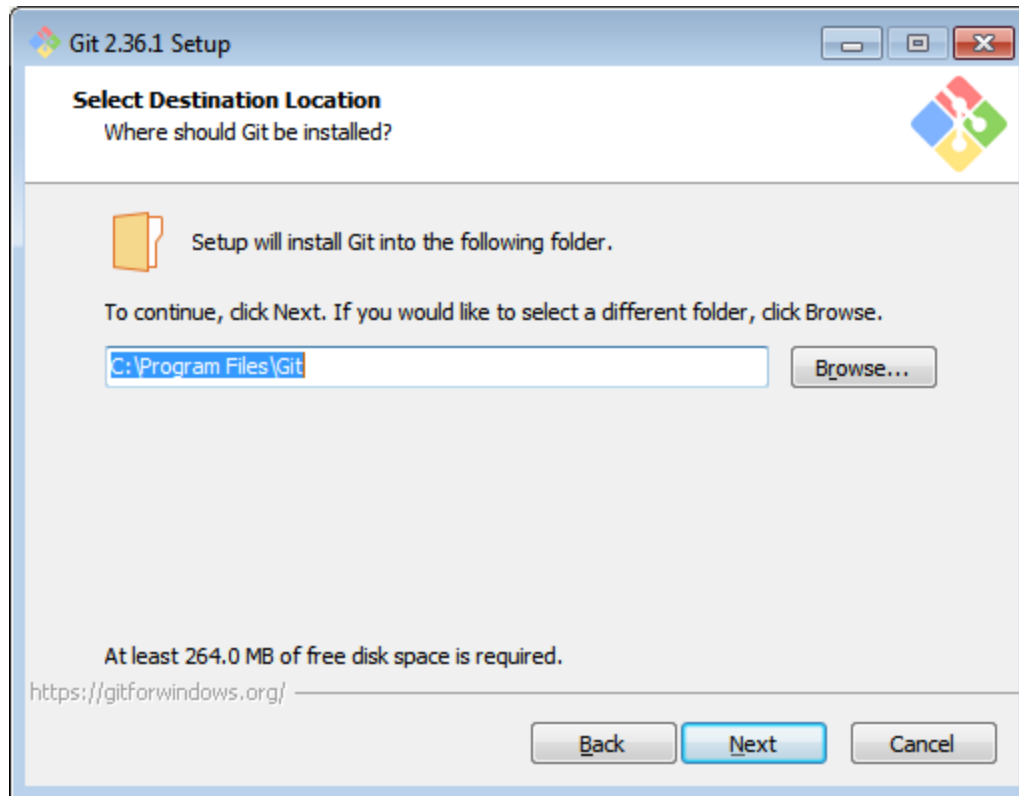 Git 2.36.1 Setup
Select Destination Location
Where should Git be installed?
Setup will install Git into the following folder.
To continue, click Next. If you would like to select a different folder, click Browse.
C:\Program Files\Git
Browse...
At least 264.0 MB of free disk space is required.
https://gitforwindows.org/
Back
Next
Cancel